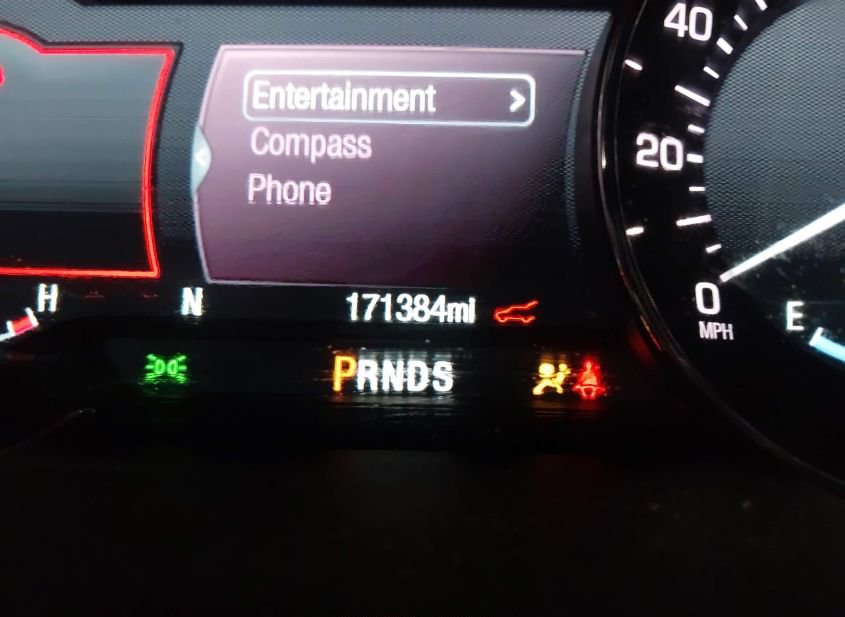 40
Entertainment >
Compass
20
Phone
H
N
171384mi
0
MPH
E
PRNDS